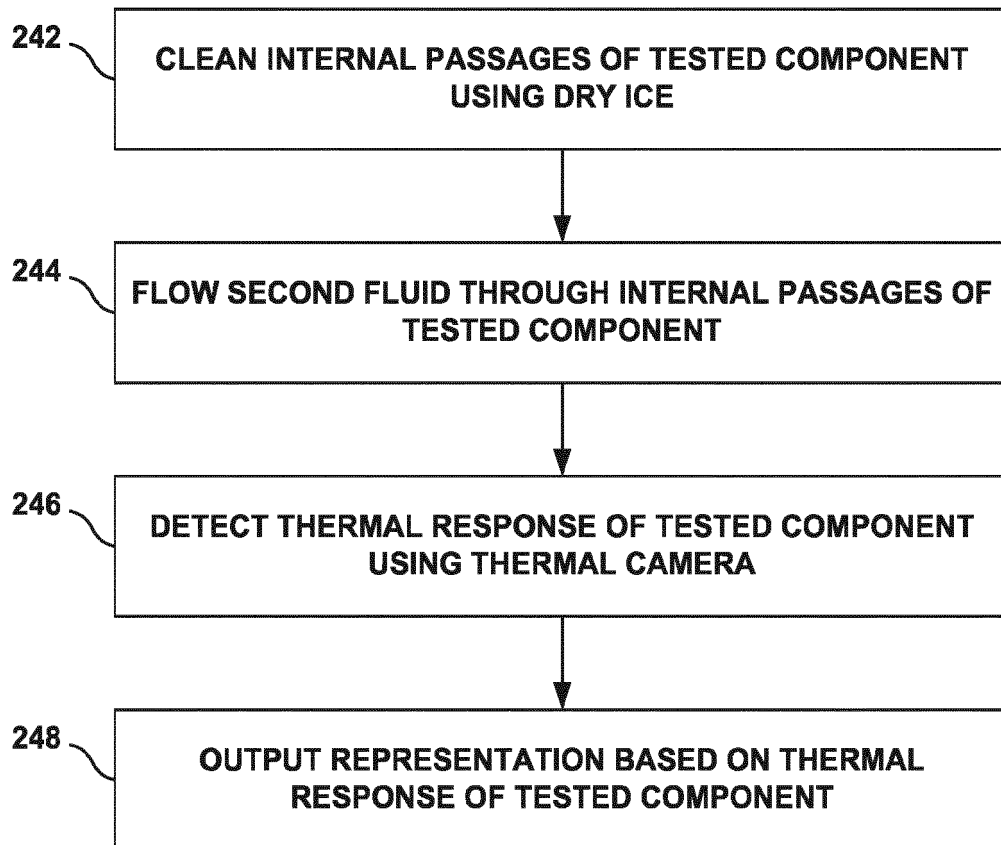 242
CLEAN INTERNAL PASSAGES OF TESTED COMPONENT
USING DRY ICE
244
FLOW SECOND FLUID THROUGH INTERNAL PASSAGES OF
TESTED COMPONENT
246
DETECT THERMAL RESPONSE OF TESTED COMPONENT
USING THERMAL CAMERA
248
OUTPUT REPRESENTATION BASED ON THERMAL
RESPONSE OF TESTED COMPONENT